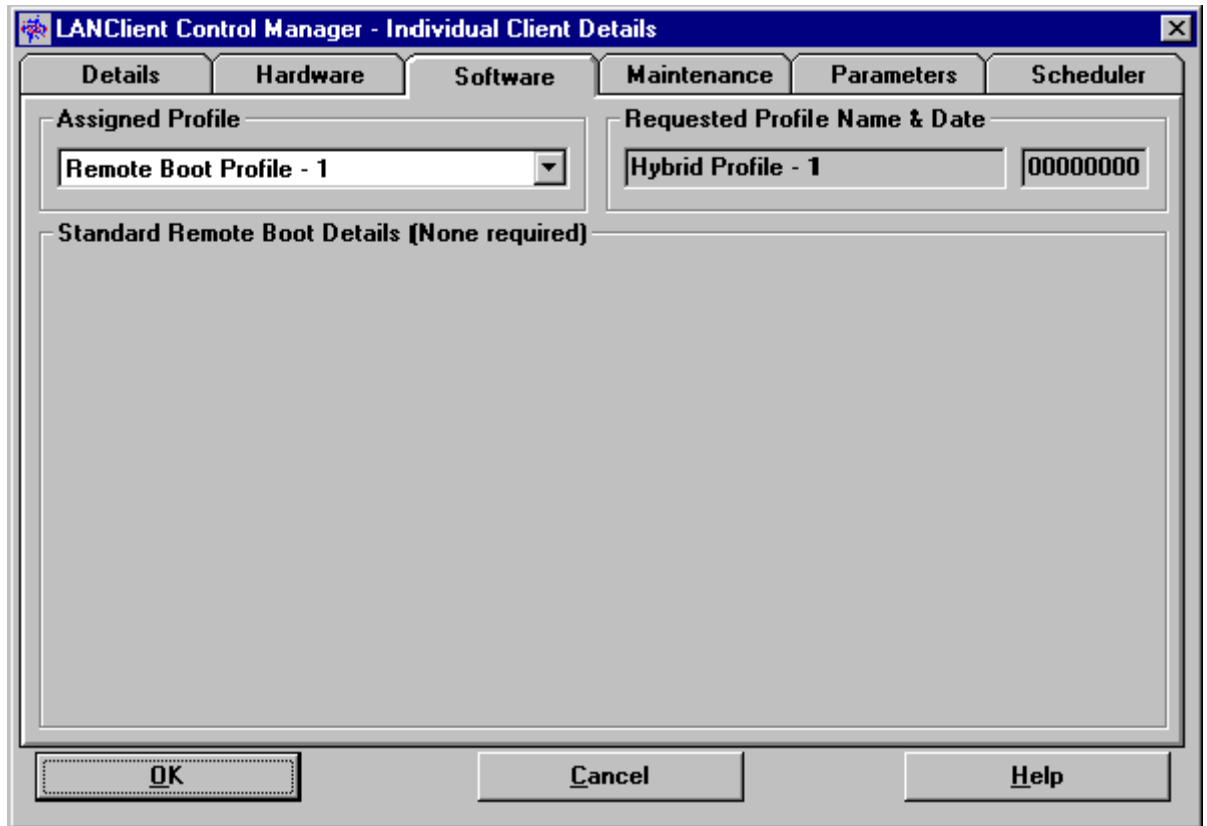 LANClient Control Manager - Individual Client Details
Details Hardware Software Maintenance Parameters Scheduler
Assigned Profile
Remote Boot Profile - 1
Requested Profile Name & Date
Hybrid Profile - 1 00000000
Standard Remote Boot Details (None required)
OK Cancel Help